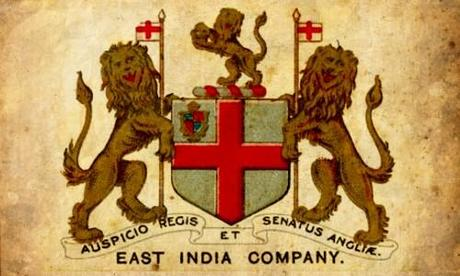 AUSPICIO REGIS ET SENATUS ANGLIÆ.
EAST INDIA COMPANY.